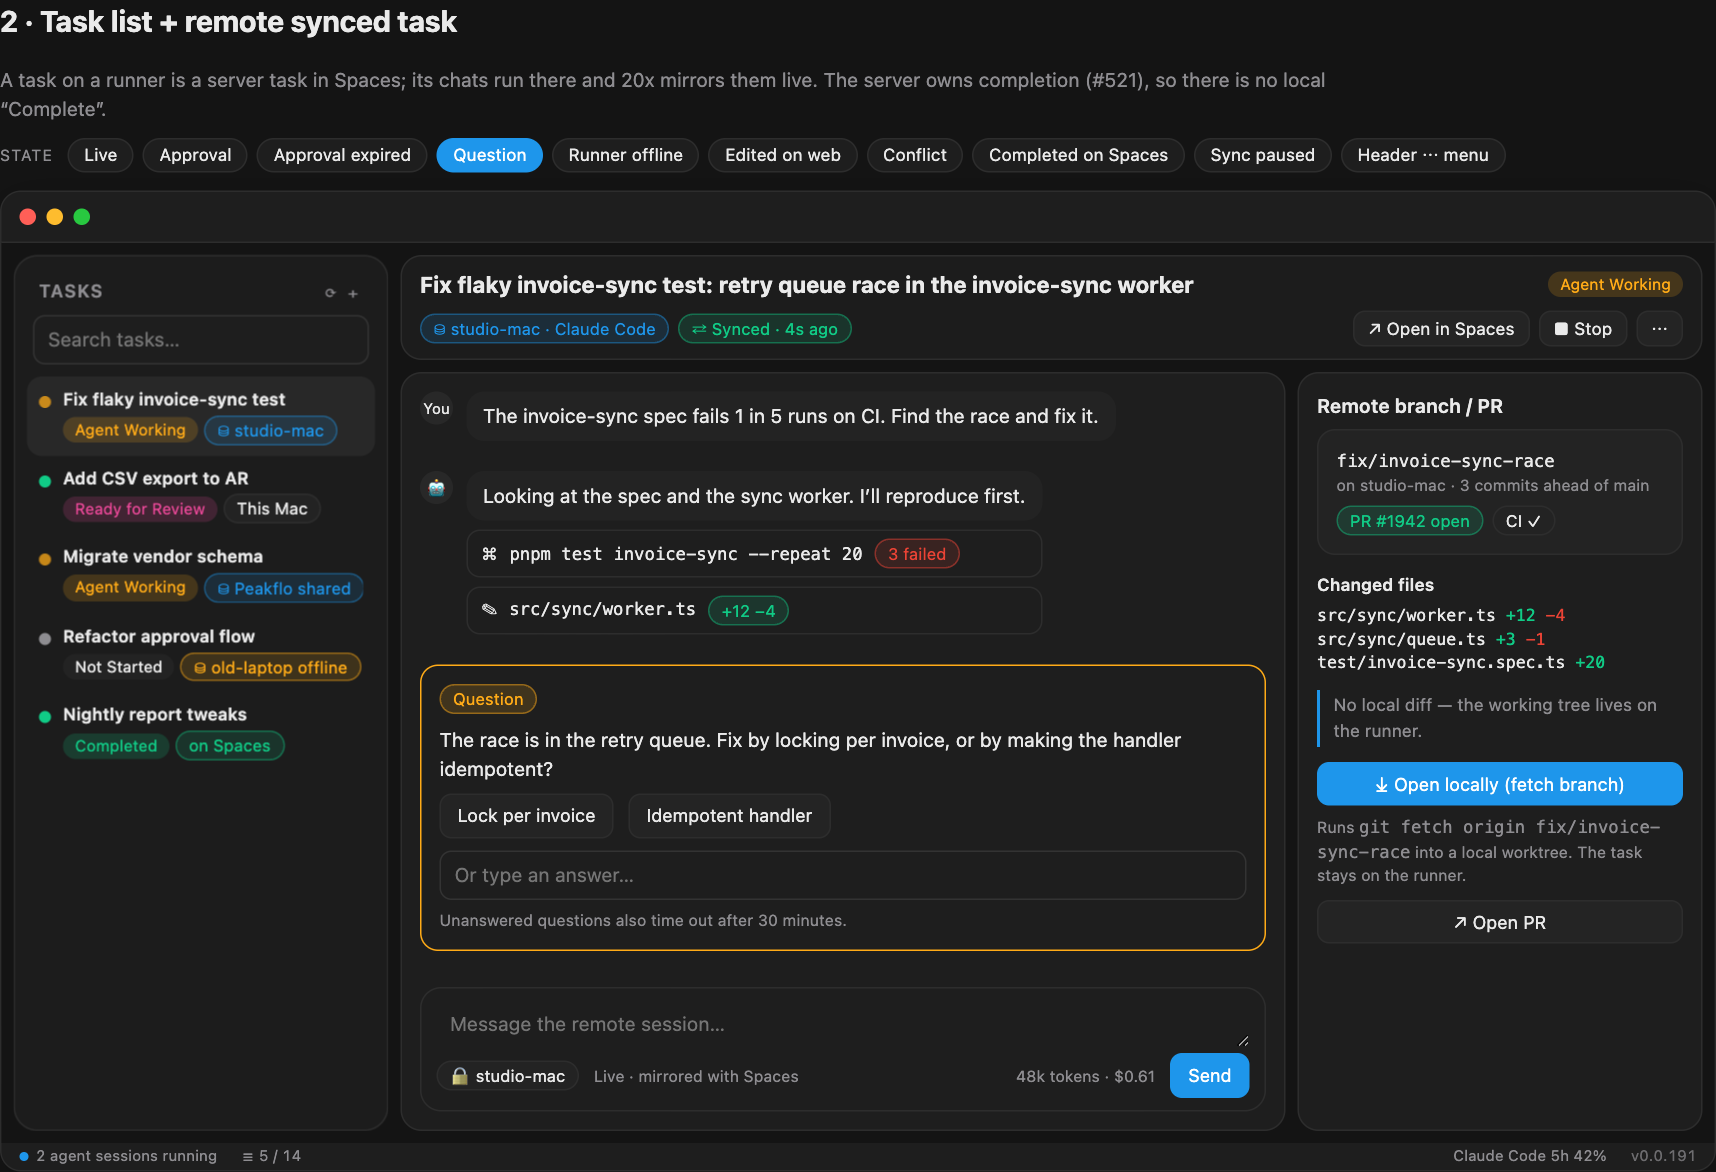 2 · Task list + remote synced task
A task on a runner is a server task in Spaces; its chats run there and 20x mirrors them live. The server owns completion (#521), so there is no local
“Complete”.
STATE
Live
Approval
Approval expired
Question
Runner offline
Edited on web
Conflict
Completed on Spaces
Sync paused
Header ··· menu
TASKS
Search tasks...
Fix flaky invoice-sync test
Agent Working
studio-mac
Add CSV export to AR
Ready for Review
This Mac
Migrate vendor schema
Agent Working
Peakflo shared
Refactor approval flow
Not Started
old-laptop offline
Nightly report tweaks
Completed
on Spaces
Fix flaky invoice-sync test: retry queue race in the invoice-sync worker
Agent Working
studio-mac · Claude Code
⇄ Synced · 4s ago
↗ Open in Spaces
Stop
···
You
The invoice-sync spec fails 1 in 5 runs on CI. Find the race and fix it.
Looking at the spec and the sync worker. I’ll reproduce first.
⌘ pnpm test invoice-sync --repeat 20
3 failed
✎ src/sync/worker.ts
+12 −4
Question
The race is in the retry queue. Fix by locking per invoice, or by making the handler
idempotent?
Lock per invoice
Idempotent handler
Or type an answer...
Unanswered questions also time out after 30 minutes.
Message the remote session...
studio-mac
Live · mirrored with Spaces
48k tokens · $0.61
Send
Remote branch / PR
fix/invoice-sync-race
on studio-mac · 3 commits ahead of main
PR #1942 open
CI ✓
Changed files
src/sync/worker.ts +12 −4
src/sync/queue.ts +3 −1
test/invoice-sync.spec.ts +20
No local diff — the working tree lives on
the runner.
↓ Open locally (fetch branch)
Runs git fetch origin fix/invoice-
sync-race into a local worktree. The task
stays on the runner.
↗ Open PR
2 agent sessions running
≡ 5 / 14
Claude Code 5h 42%
v0.0.191